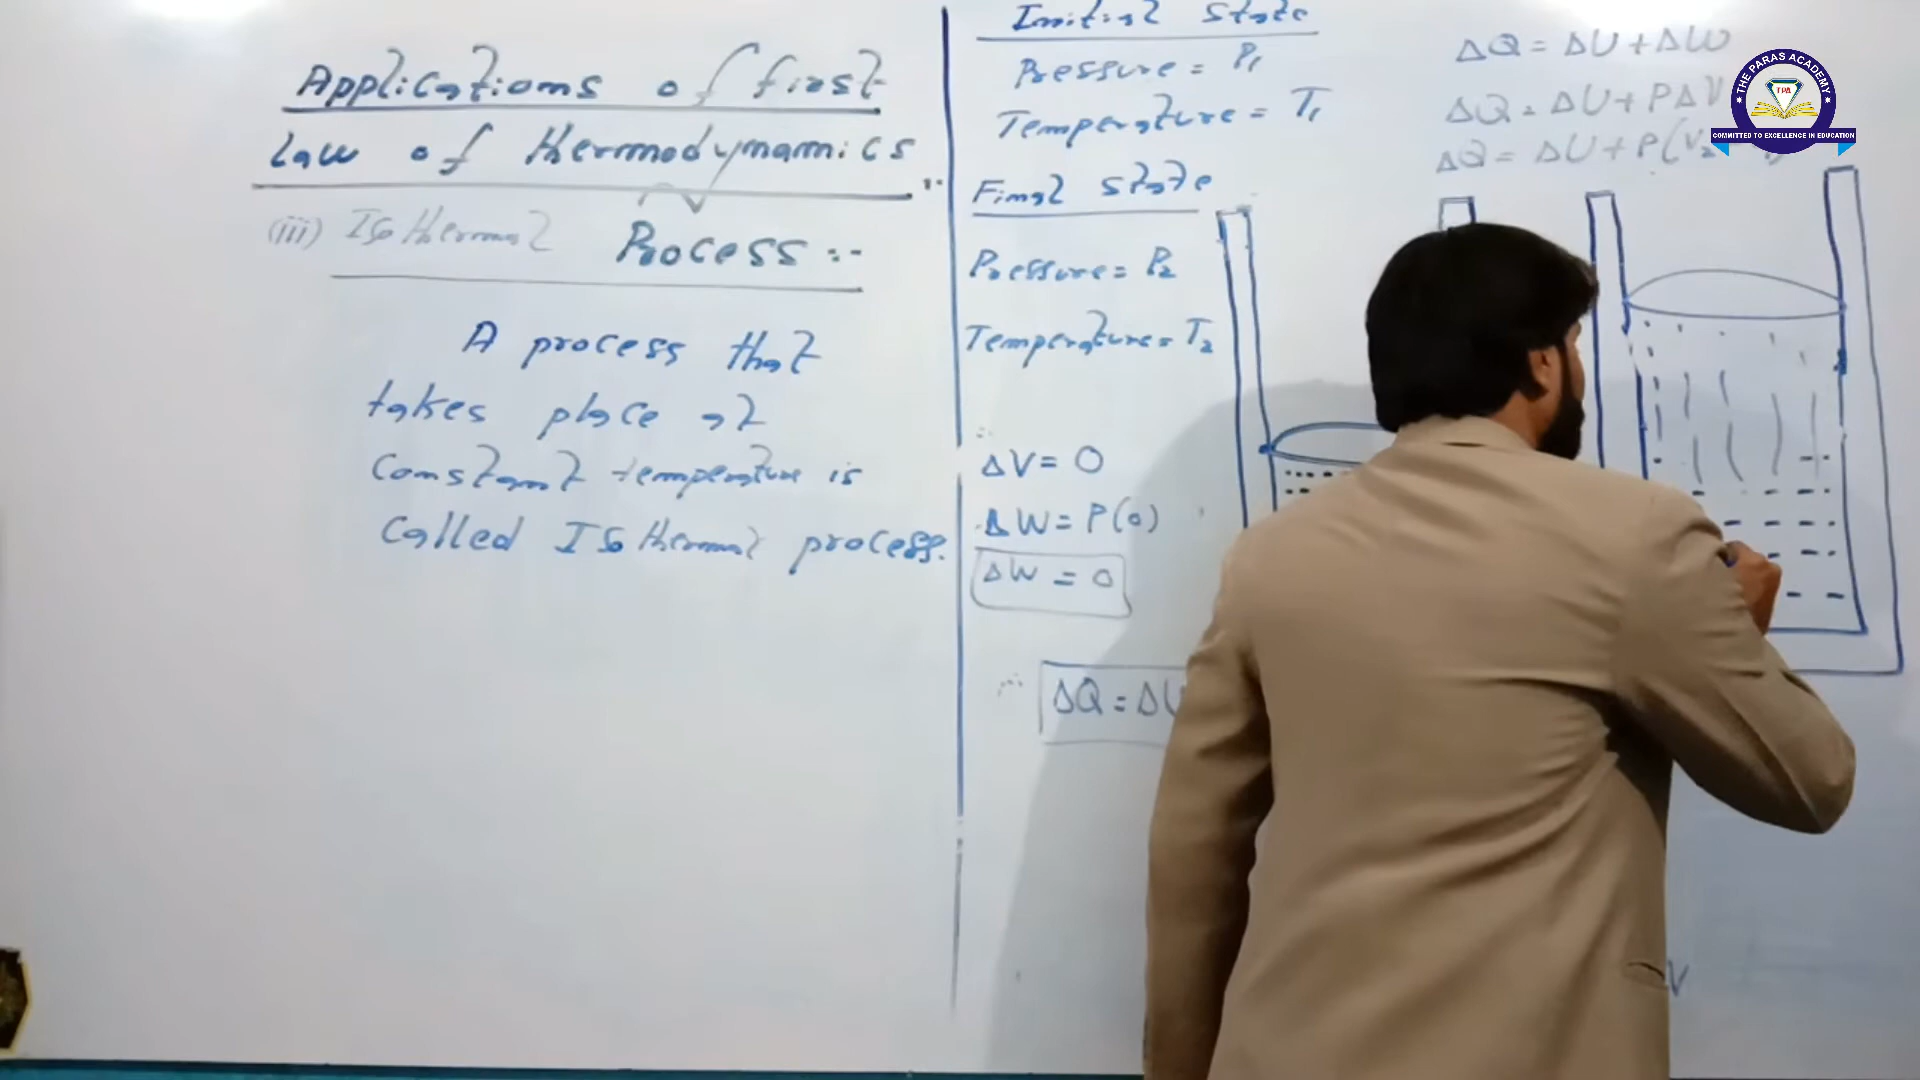 Applications of first
law of thermodynamics
(iii) Isothermal Process :-
A process that
takes place at
constant temperature is
called Isothermal process.
Initial state
Pressure = P₁
Temperature = T₁
Final state
Pressure = P₂
Temperature = T₂
∴
ΔV = 0
ΔW = P(0)
ΔW = 0
∴ ΔQ = ΔU
ΔQ = ΔU + ΔW
ΔQ = ΔU + PΔV
ΔQ = ΔU + P(V₂
V
THE PARAS ACADEMY
TPA
COMMITTED TO EXCELLENCE IN EDUCATION